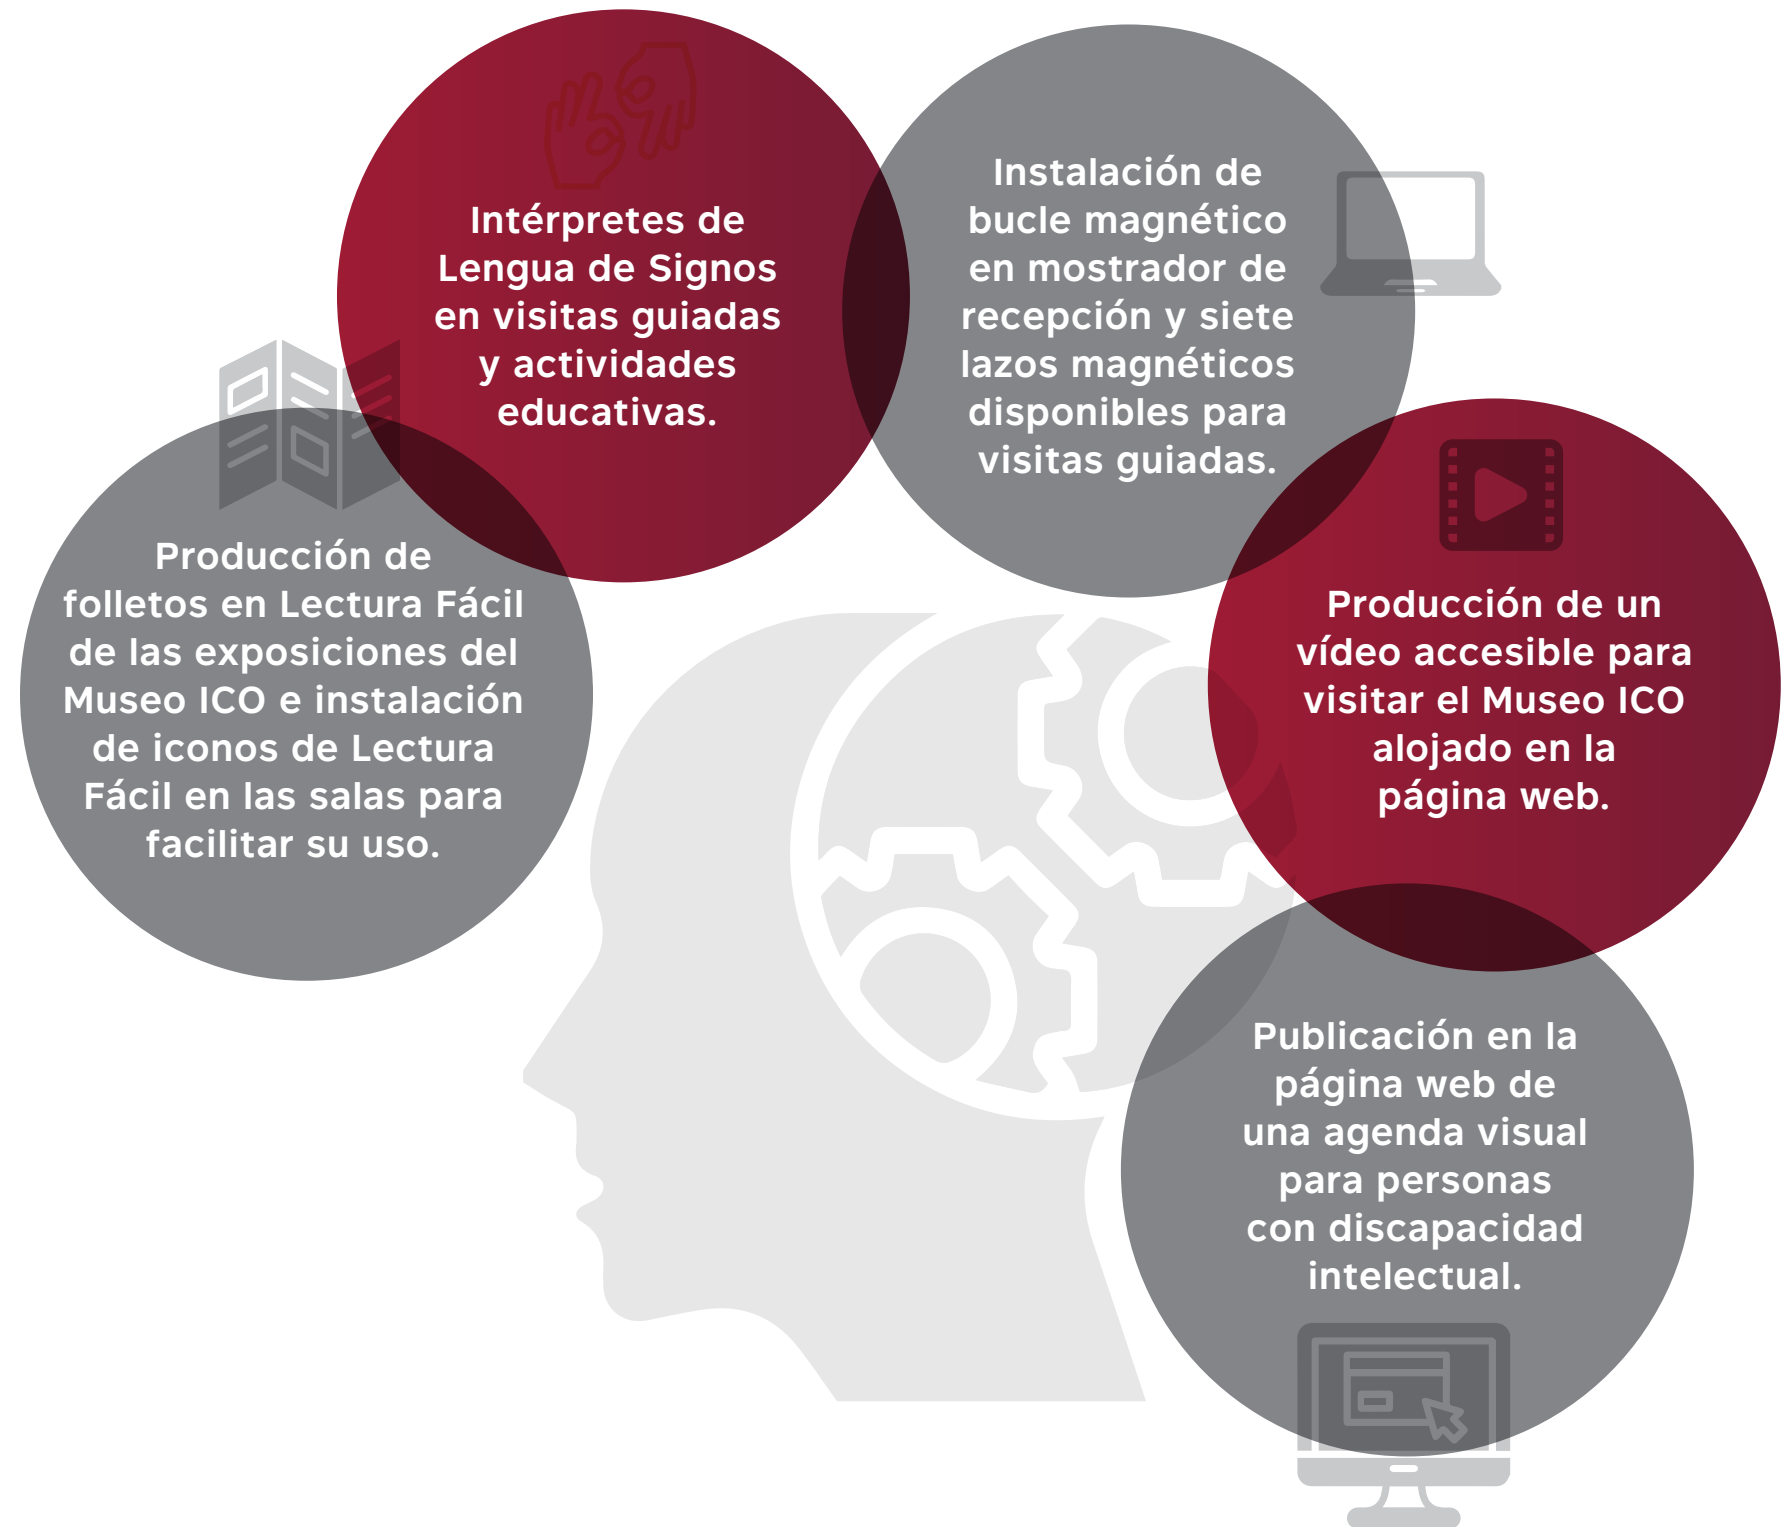 Producción de
folletos en Lectura Fácil
de las exposiciones del
Museo ICO e instalación
de iconos de Lectura
Fácil en las salas para
facilitar su uso.
Intérpretes de
Lengua de Signos
en visitas guiadas
y actividades
educativas.
Instalación de
bucle magnético
en mostrador de
recepción y siete
lazos magnéticos
disponibles para
visitas guiadas.
Producción de un
vídeo accesible para
visitar el Museo ICO
alojado en la
página web.
Publicación en la
página web de
una agenda visual
para personas
con discapacidad
intelectual.